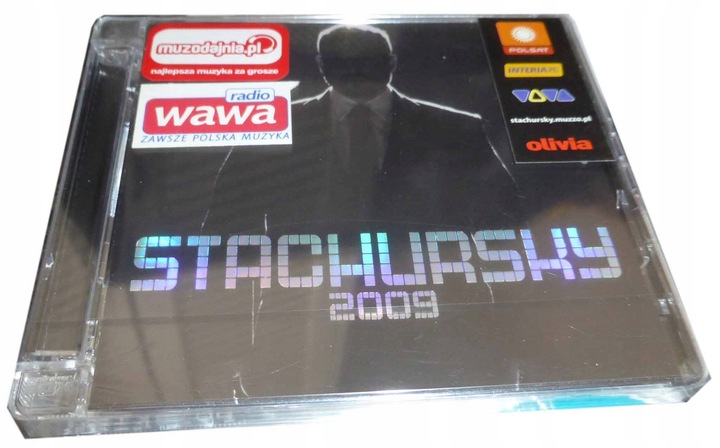 muzodajnia.pl
najlepsza muzyka za grosze
radio
wawa
ZAWSZE POLSKA MUZYKA
POLSAT
INTERIA.PL
VIVA
stachursky.muzzo.pl
olivia
STACHURSKY
2009